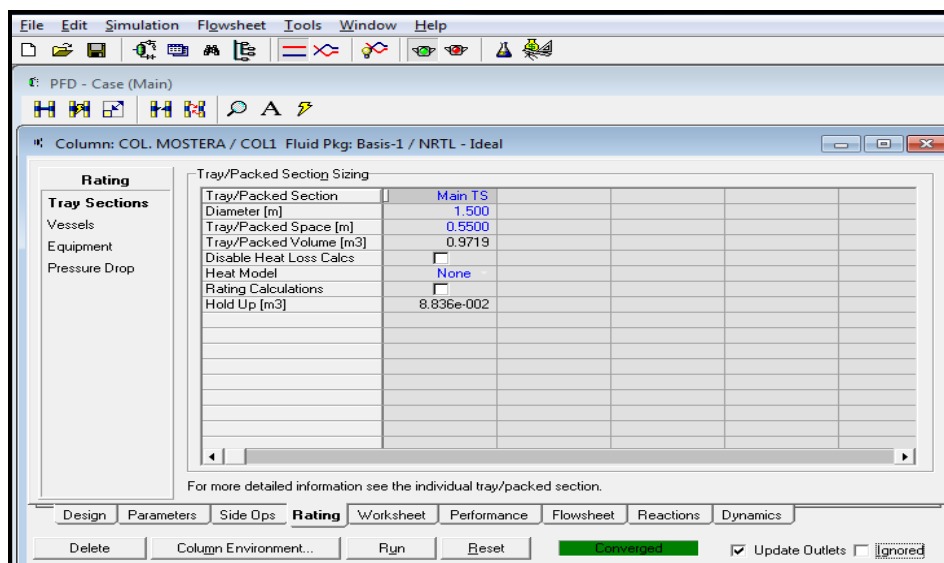 File Edit Simulation Flowsheet Tools Window Help
PFD - Case (Main)
A
Column: COL. MOSTERA / COL1 Fluid Pkg: Basis-1 / NRTL - Ideal
Rating
Tray Sections
Vessels
Equipment
Pressure Drop
Tray/Packed Section Sizing
Tray/Packed Section Main TS
Diameter [m] 1.500
Tray/Packed Space [m] 0.5500
Tray/Packed Volume [m3] 0.9719
Disable Heat Loss Calcs
Heat Model None
Rating Calculations
Hold Up [m3] 8.836e-002
For more detailed information see the individual tray/packed section.
Design Parameters Side Ops Rating Worksheet Performance Flowsheet Reactions Dynamics
Delete Column Environment... Run Reset Converged Update Outlets Ignored